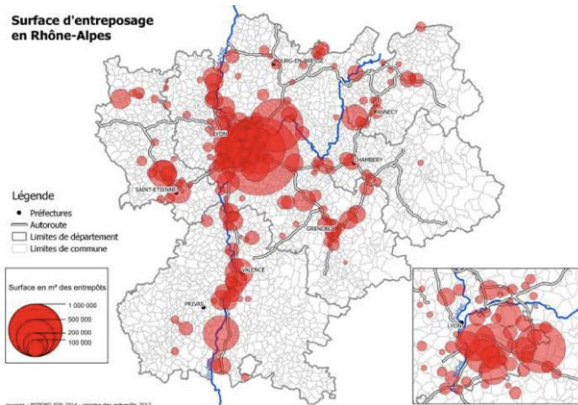 Surface d'entreposage
en Rhône-Alpes
BOURG-EN-BRESSE
ANNECY
LYON
CHAMBÉRY
SAINT-ETIENNE
GRENOBLE
VALENCE
PRIVAS
Légende
Préfectures
Autoroute
Limites de département
Limites de commune
Surface en m² des entrepôts
1 000 000
500 000
200 000
100 000
LYON